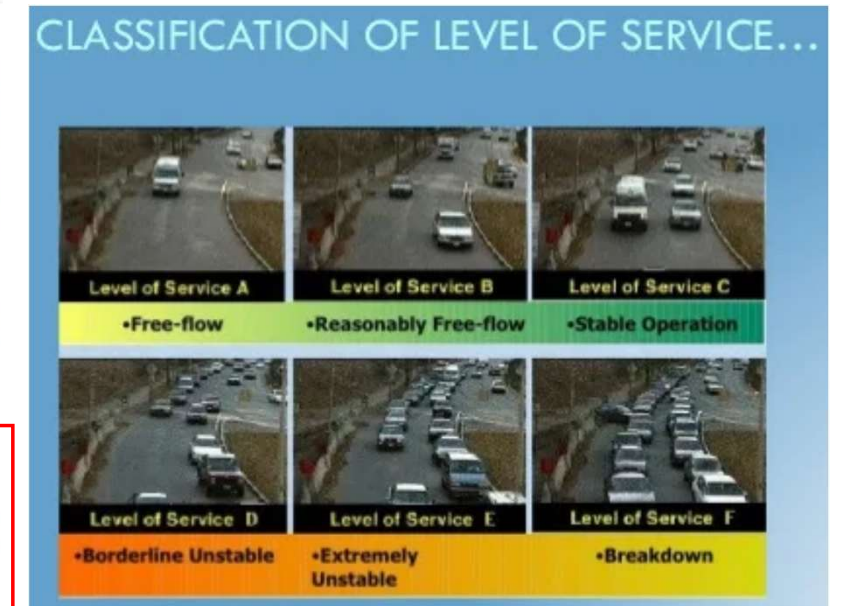 CLASSIFICATION OF LEVEL OF SERVICE...
Level of Service A
Level of Service B
Level of Service C
•Free-flow
•Reasonably Free-flow
•Stable Operation
Level of Service D
Level of Service E
Level of Service F
•Borderline Unstable
•Extremely
Unstable
•Breakdown